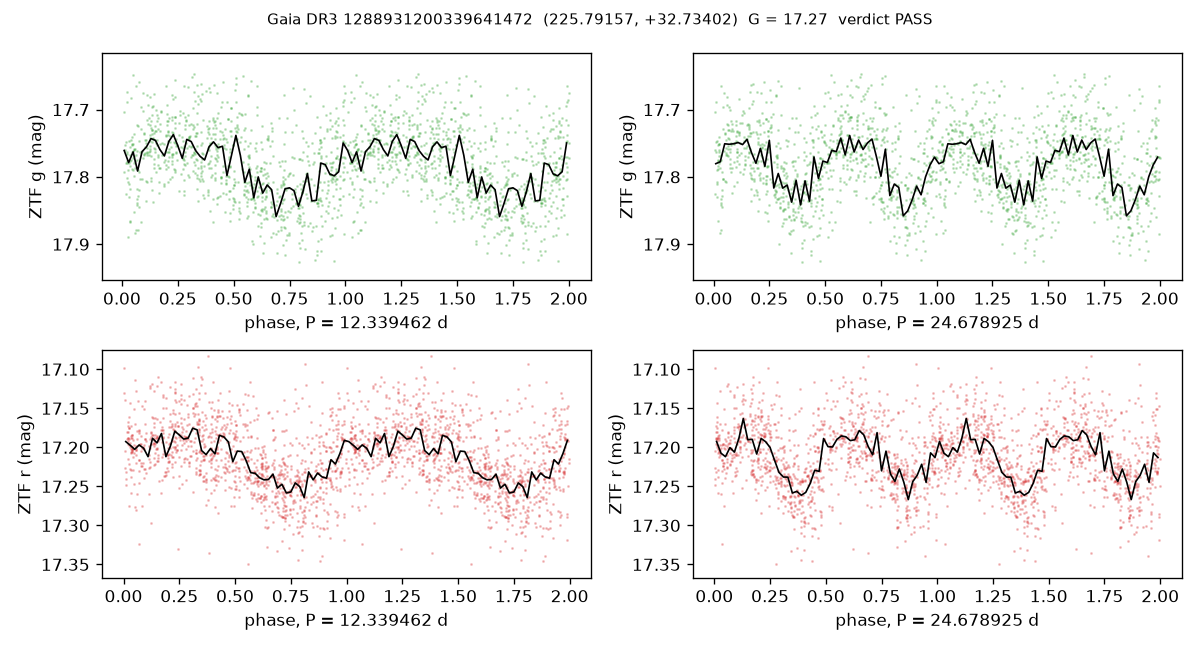 Gaia DR3 1288931200339641472  (225.79157, +32.73402)  G = 17.27  verdict PASS
ZTF g (mag)
17.7
17.8
17.9
0.00 0.25 0.50 0.75 1.00 1.25 1.50 1.75 2.00
phase, P = 12.339462 d
ZTF g (mag)
17.7
17.8
17.9
0.00 0.25 0.50 0.75 1.00 1.25 1.50 1.75 2.00
phase, P = 24.678925 d
ZTF r (mag)
17.10
17.15
17.20
17.25
17.30
17.35
0.00 0.25 0.50 0.75 1.00 1.25 1.50 1.75 2.00
phase, P = 12.339462 d
ZTF r (mag)
17.10
17.15
17.20
17.25
17.30
17.35
0.00 0.25 0.50 0.75 1.00 1.25 1.50 1.75 2.00
phase, P = 24.678925 d